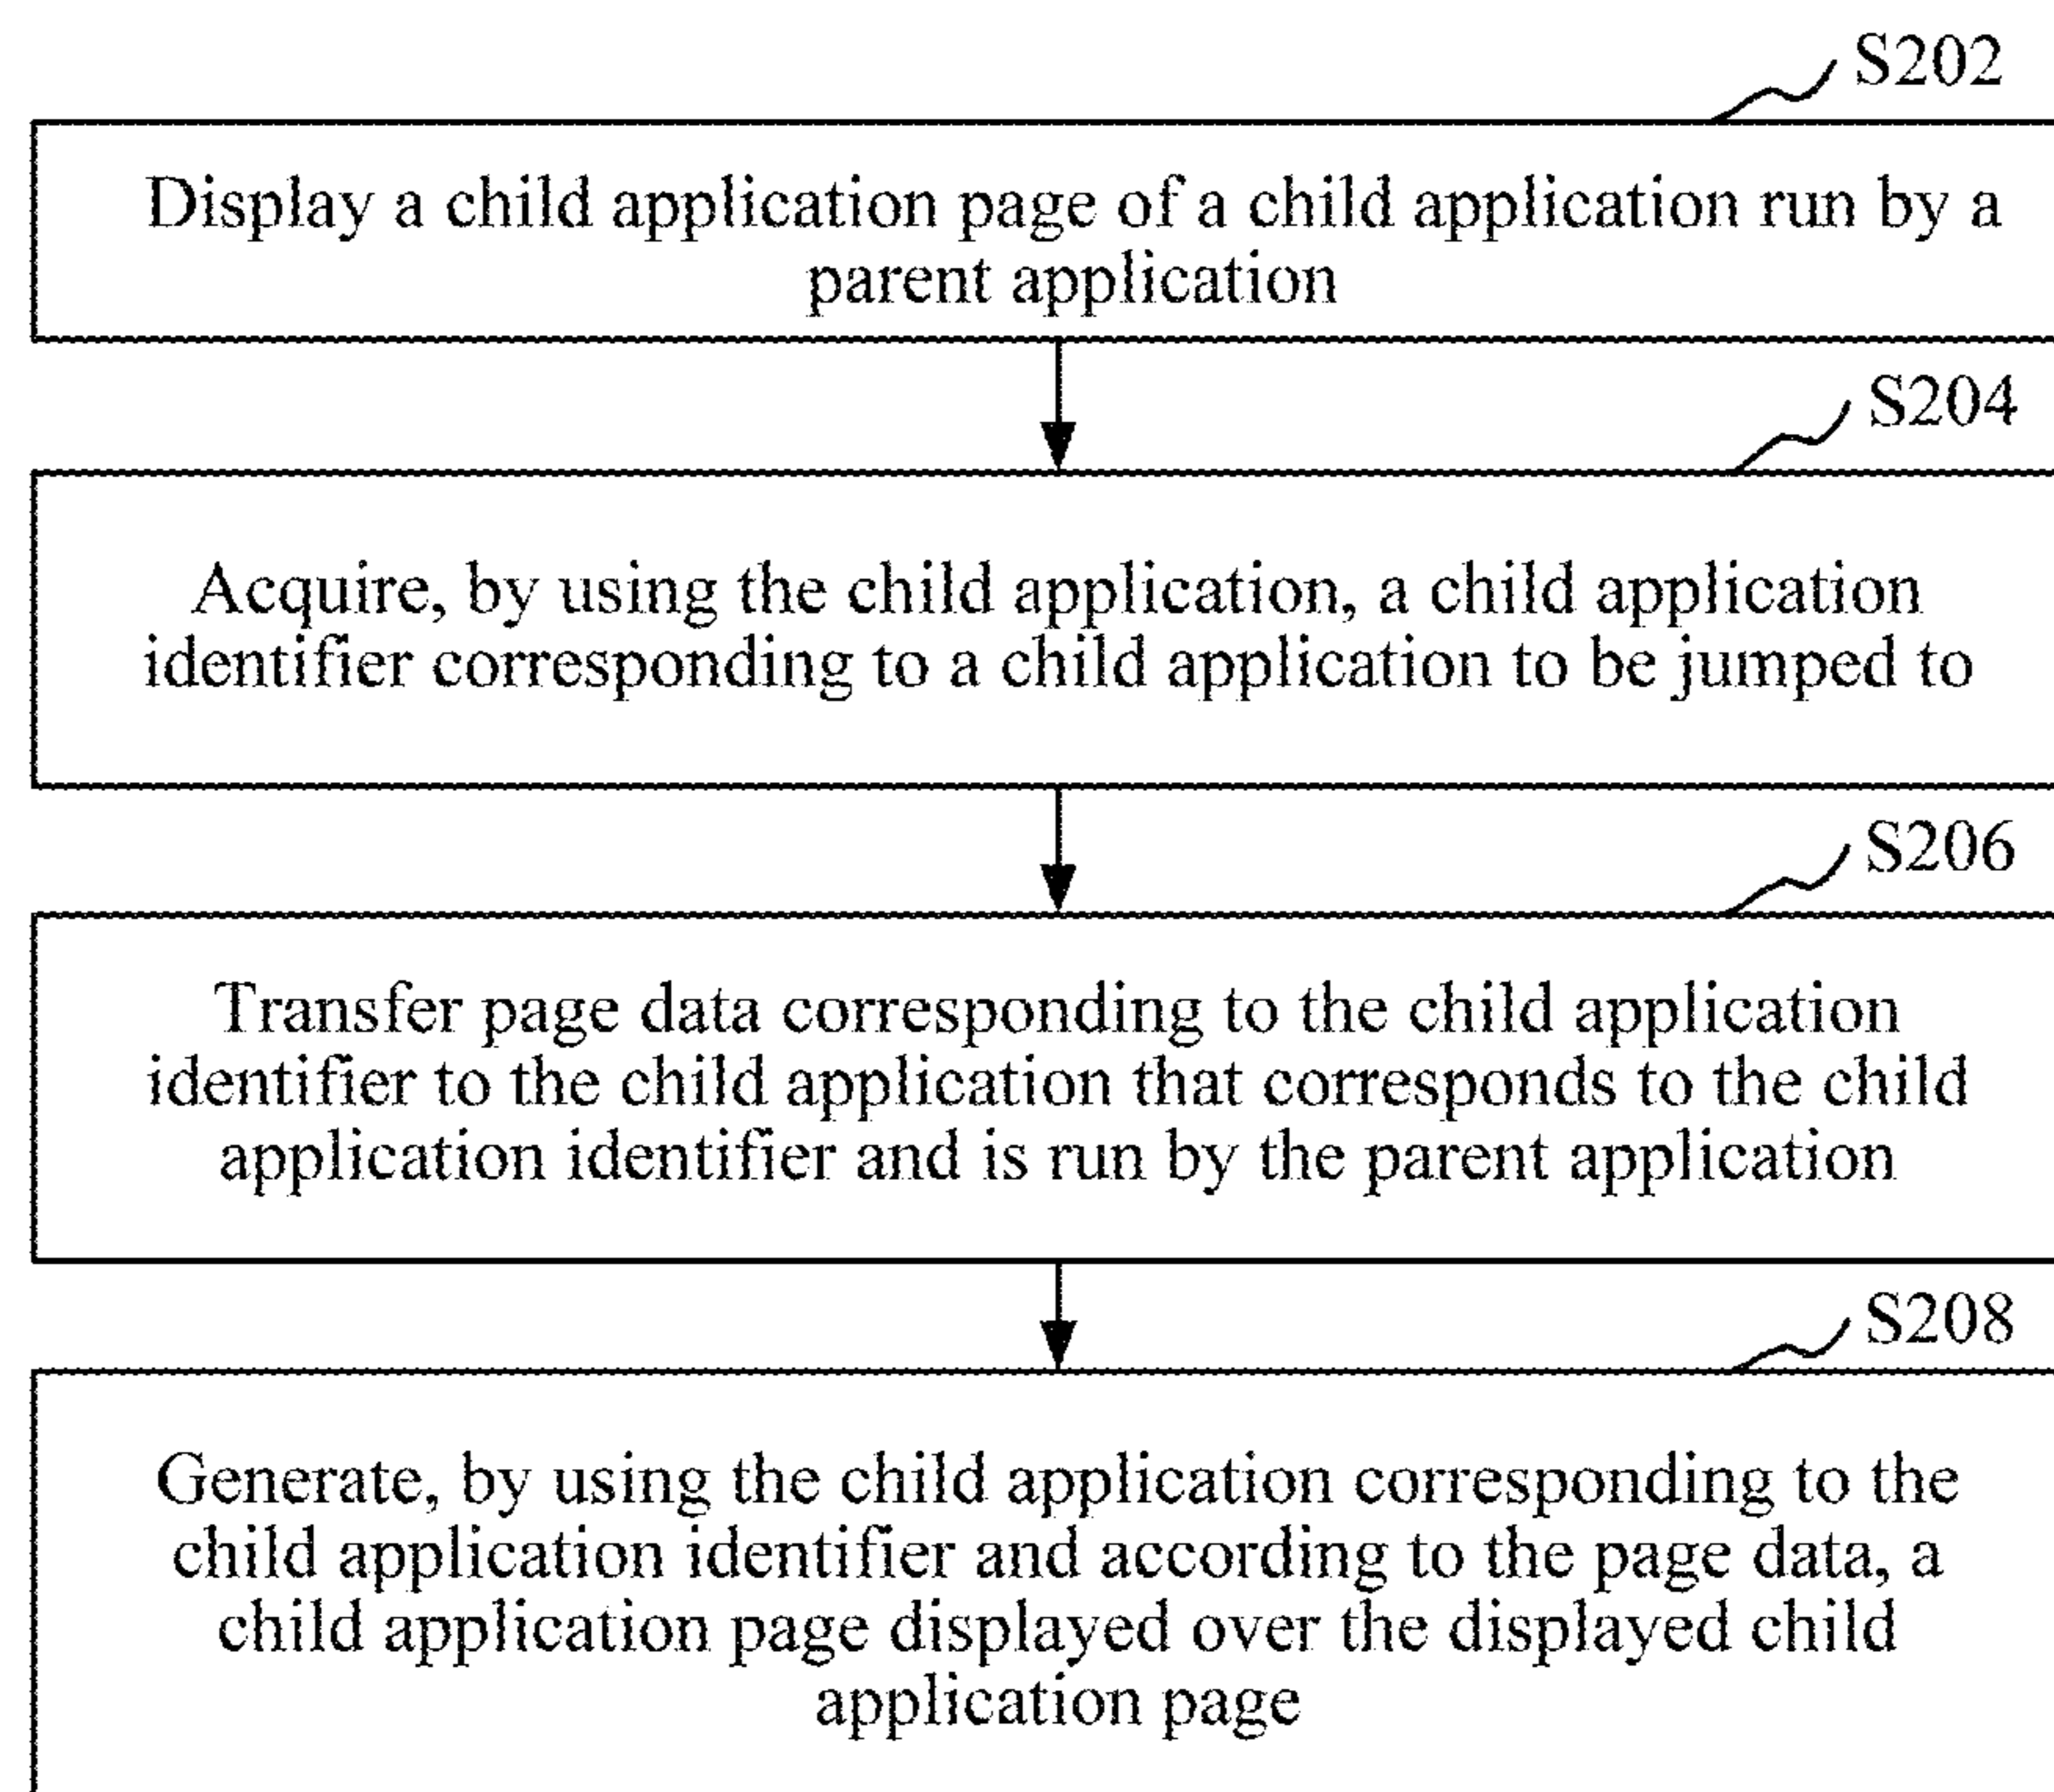 S202
Display a child application page of a child application run by a
parent application
S204
Acquire, by using the child application, a child application
identifier corresponding to a child application to be jumped to
S206
Transfer page data corresponding to the child application
identifier to the child application that corresponds to the child
application identifier and is run by the parent application
S208
Generate, by using the child application corresponding to the
child application identifier and according to the page data, a
child application page displayed over the displayed child
application page